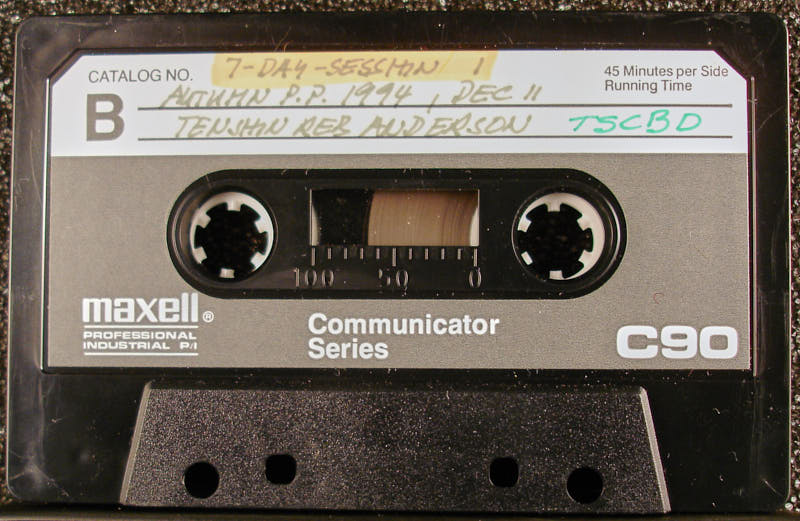 CATALOG NO. 7-DAY-SESSHIN 1
45 Minutes per Side
Running Time
B
AUTUMN P.P. 1994, DEC 11
TENSHIN REB ANDERSON TSCBD
100 50 0
maxell®
PROFESSIONAL
INDUSTRIAL P/I
Communicator
Series
C90